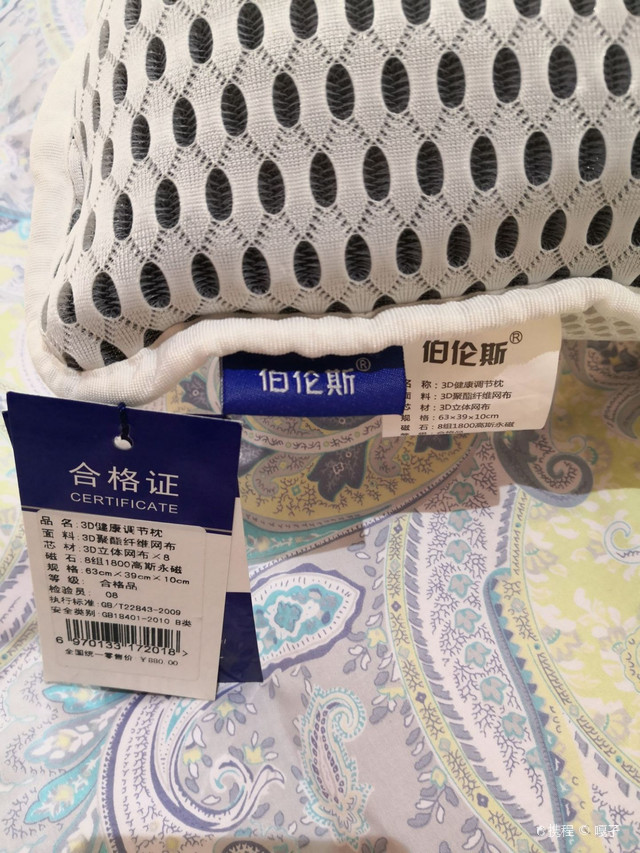 伯伦斯®
伯伦斯®
名 称：3D健康调节枕
面 料：3D聚酯纤维网布
芯 材：3D立体网布
规 格：63×39×10cm
磁 石：8组1800高斯永磁
合格证
CERTIFICATE
品 名：3D健康调节枕
面 料：3D聚酯纤维网布
芯 材：3D立体网布×8
磁 石：8组1800高斯永磁
规 格：63cm×39cm×10cm
等 级： 合格品
检验员： 08
执行标准：GB/T22843-2009
安全类别：GB18401-2010 B类
6 970133 172018 >
全国统一零售价 ￥880.00